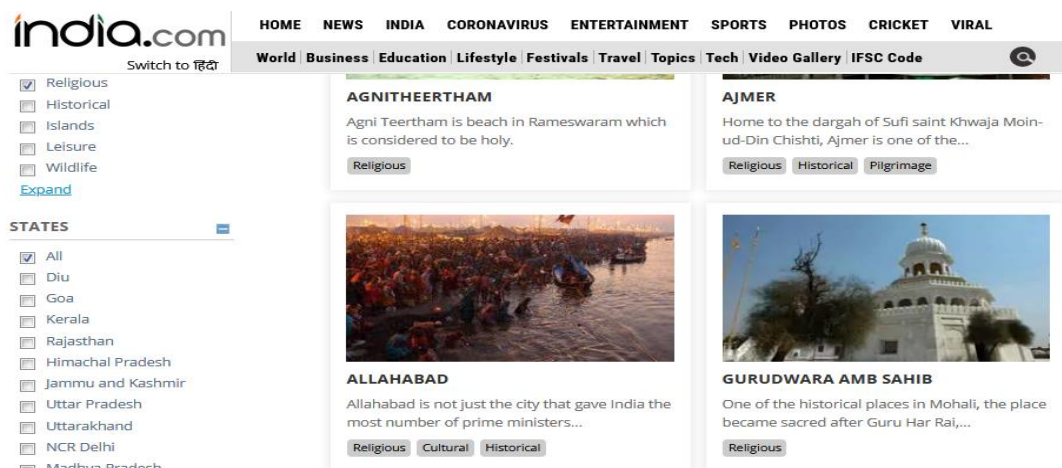 india.com
Switch to हिंदी
HOME NEWS INDIA CORONAVIRUS ENTERTAINMENT SPORTS PHOTOS CRICKET VIRAL
World Business Education Lifestyle Festivals Travel Topics Tech Video Gallery IFSC Code
Religious
Historical
Islands
Leisure
Wildlife
Expand
STATES
All
Diu
Goa
Kerala
Rajasthan
Himachal Pradesh
Jammu and Kashmir
Uttar Pradesh
Uttarakhand
NCR Delhi
Madhya Pradesh
AGNITHEERTHAM
Agni Teertham is beach in Rameswaram which
is considered to be holy.
Religious
AJMER
Home to the dargah of Sufi saint Khwaja Moin-
ud-Din Chishti, Ajmer is one of the...
Religious Historical Pilgrimage
ALLAHABAD
Allahabad is not just the city that gave India the
most number of prime ministers...
Religious Cultural Historical
GURUDWARA AMB SAHIB
One of the historical places in Mohali, the place
became sacred after Guru Har Rai,...
Religious